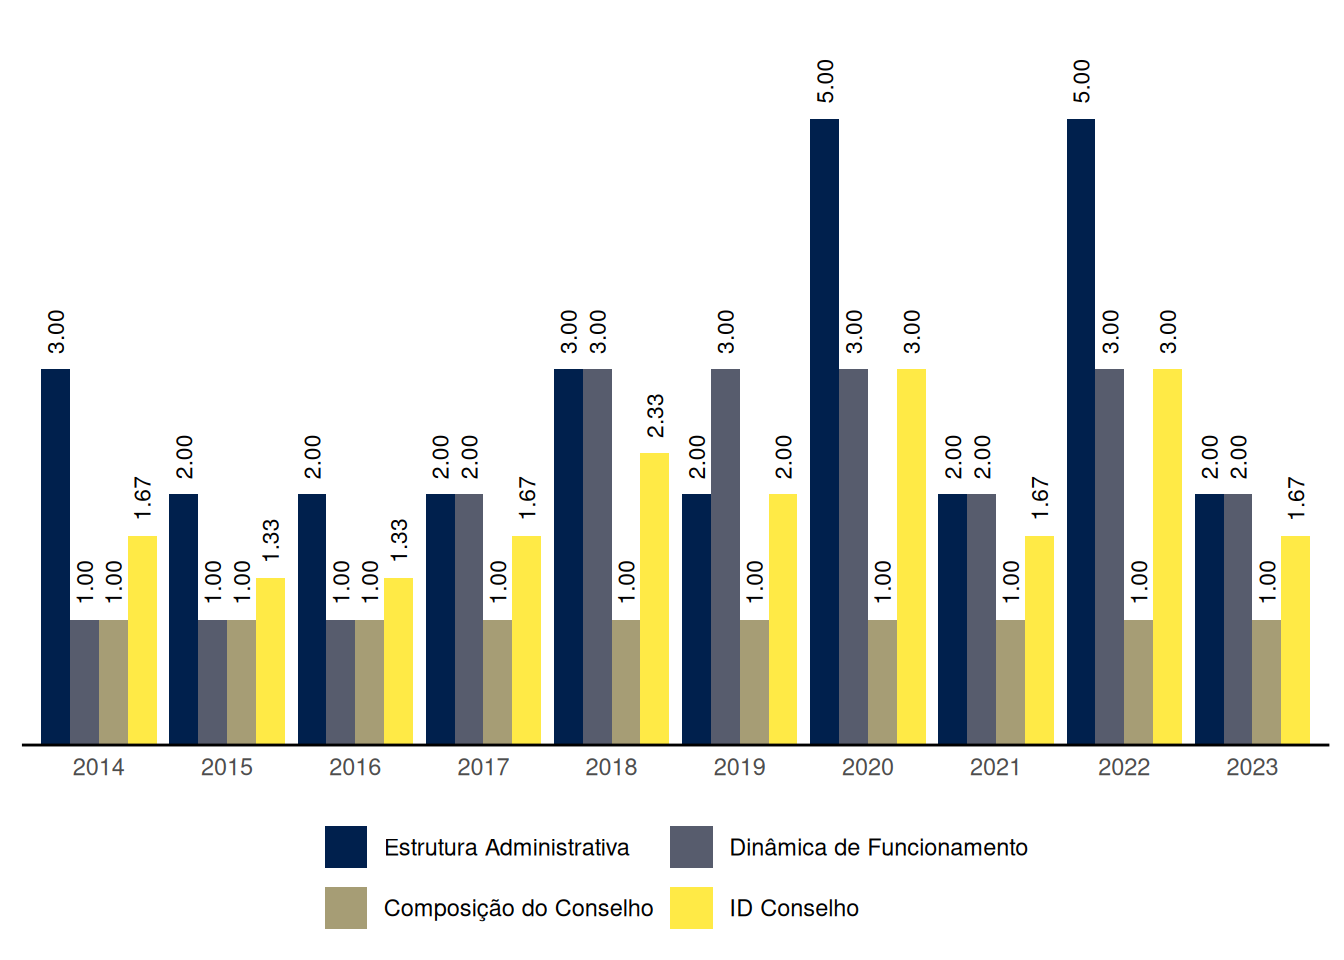 5.00 5.00
3.00 3.00 3.00 3.00 3.00 3.00 3.00 3.00
2.33
2.00 2.00 2.00 2.00 2.00 2.00 2.00 2.00 2.00 2.00
1.67 1.67 1.67 1.67
1.33 1.33
1.00 1.00 1.00 1.00 1.00 1.00 1.00 1.00 1.00 1.00 1.00 1.00 1.00
2014 2015 2016 2017 2018 2019 2020 2021 2022 2023
Estrutura Administrativa Dinâmica de Funcionamento
Composição do Conselho ID Conselho